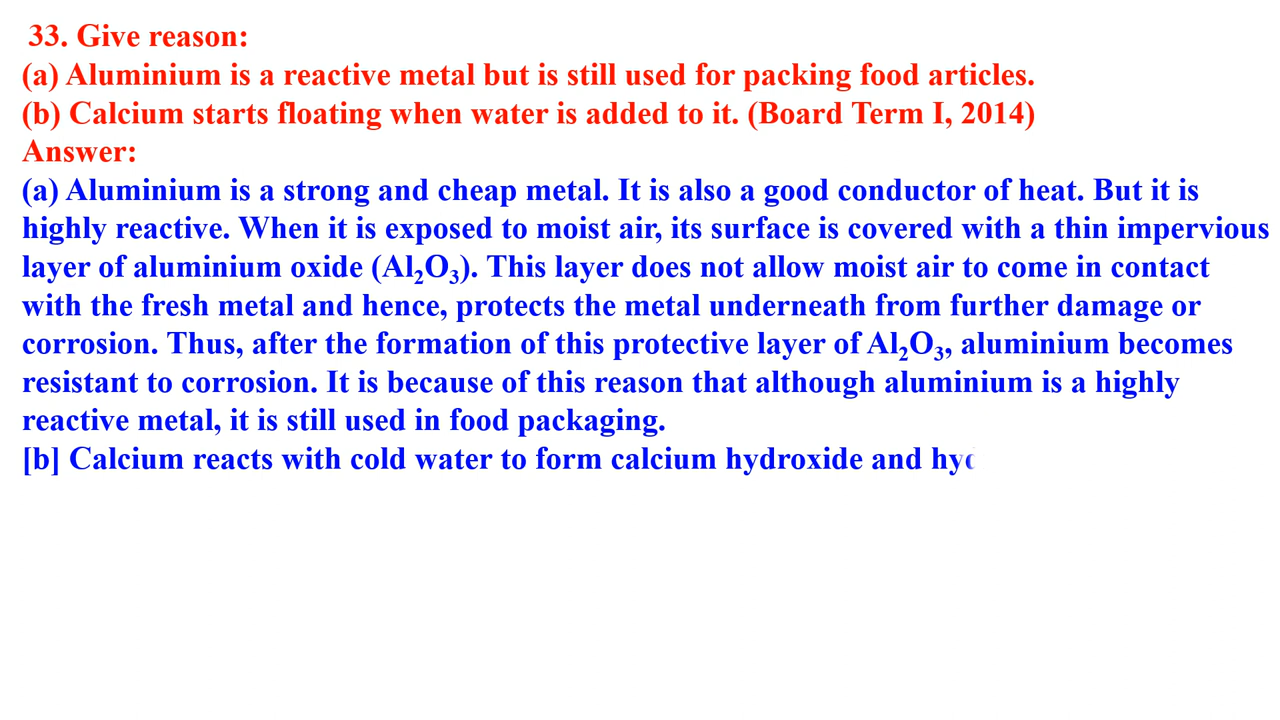 33. Give reason:
(a) Aluminium is a reactive metal but is still used for packing food articles.
(b) Calcium starts floating when water is added to it. (Board Term I, 2014)
Answer:
(a) Aluminium is a strong and cheap metal. It is also a good conductor of heat. But it is
highly reactive. When it is exposed to moist air, its surface is covered with a thin impervious
layer of aluminium oxide (Al₂O₃). This layer does not allow moist air to come in contact
with the fresh metal and hence, protects the metal underneath from further damage or
corrosion. Thus, after the formation of this protective layer of Al₂O₃, aluminium becomes
resistant to corrosion. It is because of this reason that although aluminium is a highly
reactive metal, it is still used in food packaging.
[b] Calcium reacts with cold water to form calcium hydroxide and